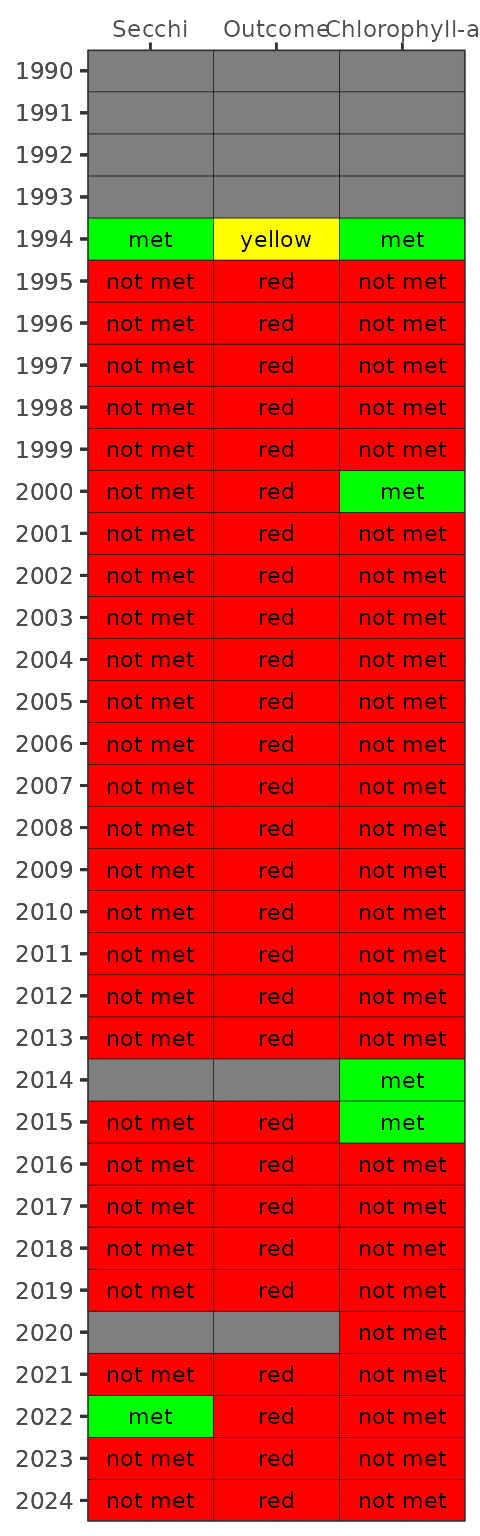 Secchi Outcome Chlorophyll-a
1990
1991
1992
1993
1994 met yellow met
1995 not met red not met
1996 not met red not met
1997 not met red not met
1998 not met red not met
1999 not met red not met
2000 not met red met
2001 not met red not met
2002 not met red not met
2003 not met red not met
2004 not met red not met
2005 not met red not met
2006 not met red not met
2007 not met red not met
2008 not met red not met
2009 not met red not met
2010 not met red not met
2011 not met red not met
2012 not met red not met
2013 not met red not met
2014 met
2015 not met red met
2016 not met red not met
2017 not met red not met
2018 not met red not met
2019 not met red not met
2020 not met
2021 not met red not met
2022 met red not met
2023 not met red not met
2024 not met red not met